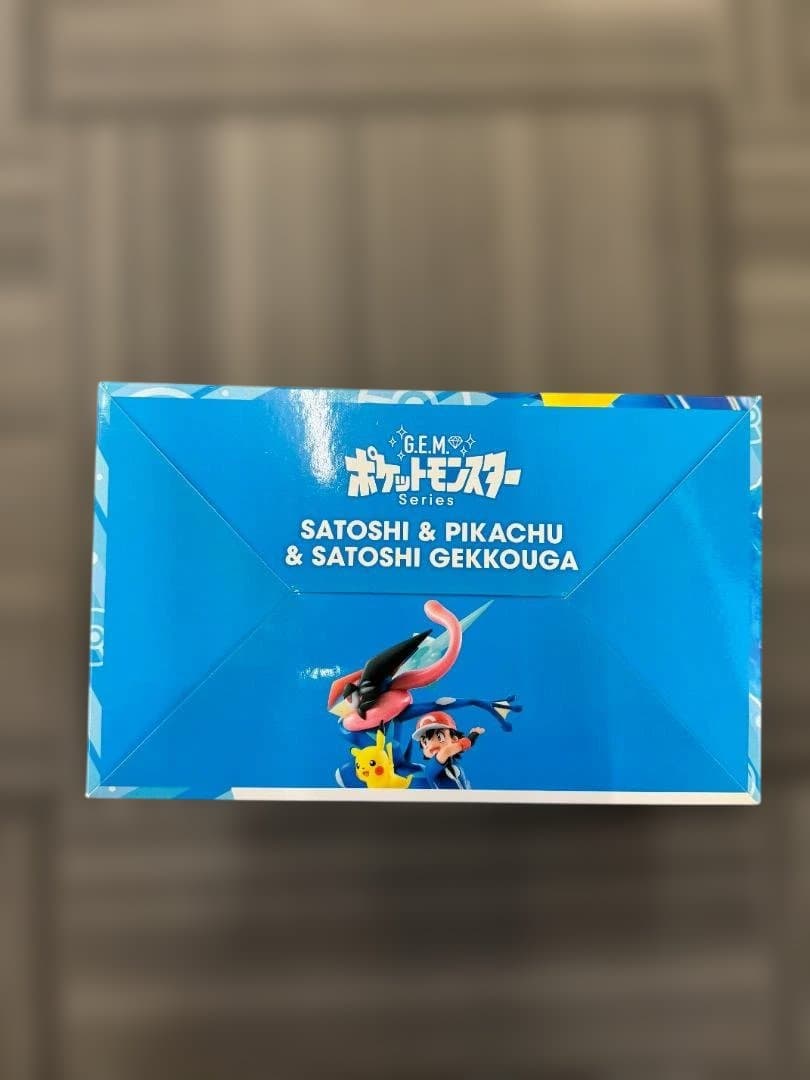 G.E.M.
ポケットモンスター
Series
SATOSHI & PIKACHU
& SATOSHI GEKKOUGA